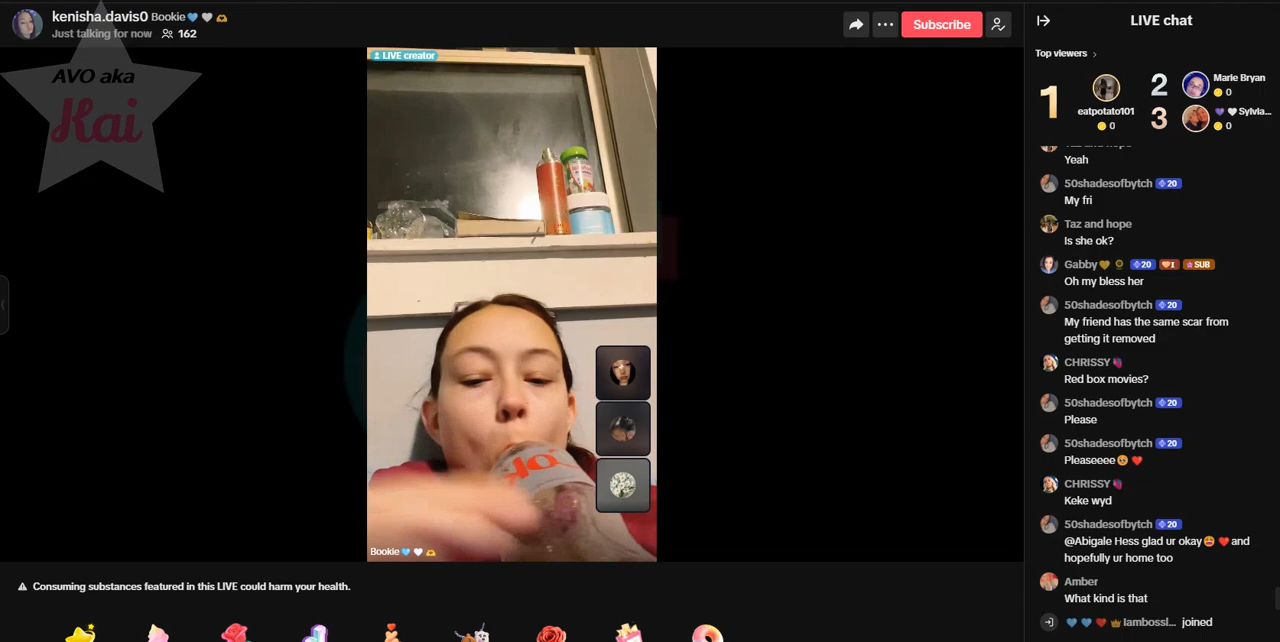 kenisha.davis0 Bookie💙🤍🫶
Just talking for now 162
Subscribe
AVO aka
Kai
LIVE creator
Bookie💙🤍🫶
Consuming substances featured in this LIVE could harm your health.
LIVE chat
Top viewers
1
eatpotato101
0
2
Marie Bryan
0
3
💜🤍Sylvia...
0
Yeah
50shadesofbytch 20
My fri
Taz and hope
Is she ok?
Gabby 20 I SUB
Oh my bless her
50shadesofbytch 20
My friend has the same scar from
getting it removed
CHRISSY
Red box movies?
50shadesofbytch 20
Please
50shadesofbytch 20
Pleaseeee🥺❤️
CHRISSY
Keke wyd
50shadesofbytch 20
@Abigale Hess glad ur okay😩❤️and
hopefully ur home too
Amber
What kind is that
💙💙❤️👑Iambossl... joined